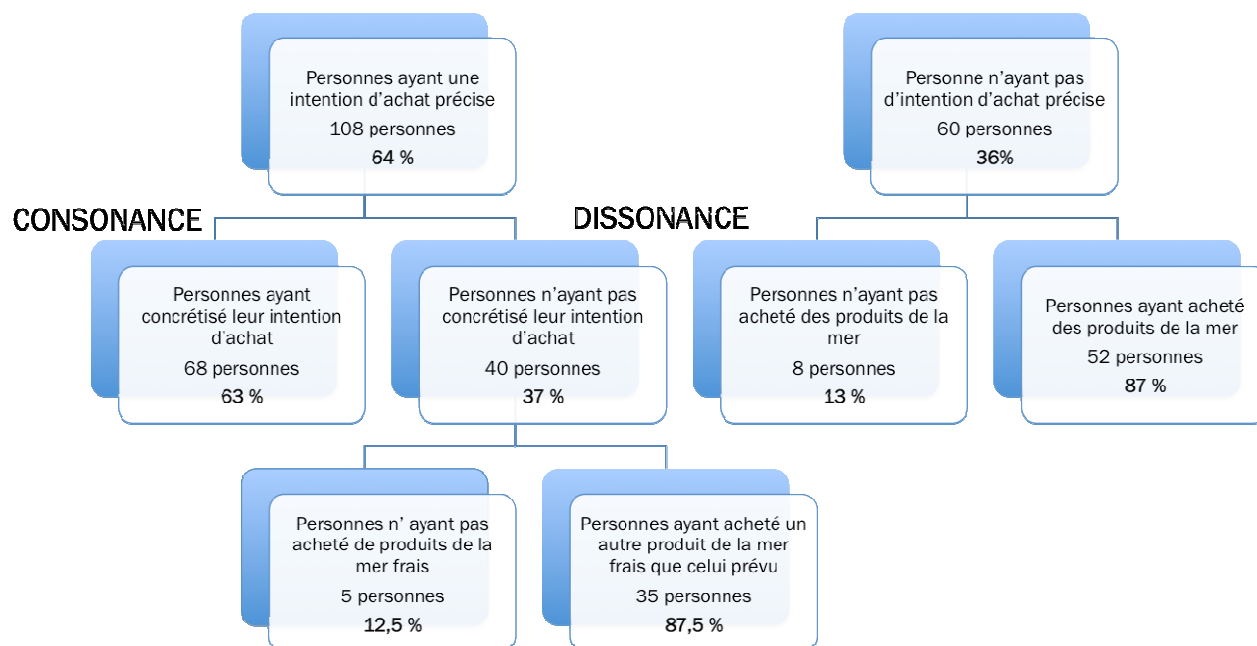 Personnes ayant une
intention d'achat précise
108 personnes
64 %
Personne n'ayant pas
d'intention d'achat précise
60 personnes
36%
CONSONANCE
DISSONANCE
Personnes ayant
concrétisé leur intention
d'achat
68 personnes
63 %
Personnes n'ayant pas
concrétisé leur intention
d'achat
40 personnes
37 %
Personnes n'ayant pas
acheté des produits de la
mer
8 personnes
13 %
Personnes ayant acheté
des produits de la mer
52 personnes
87 %
Personnes n' ayant pas
acheté de produits de la
mer frais
5 personnes
12,5 %
Personnes ayant acheté un
autre produit de la mer
frais que celui prévu
35 personnes
87,5 %